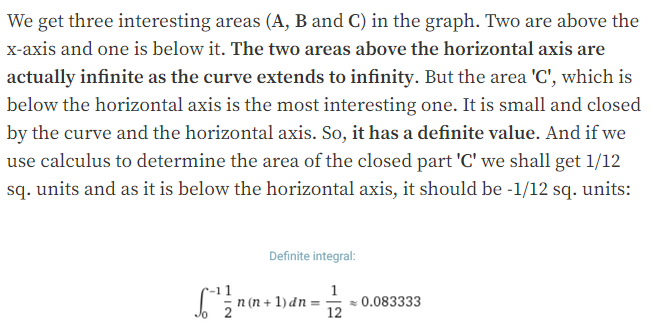 We get three interesting areas (A, B and C) in the graph. Two are above the
x-axis and one is below it. The two areas above the horizontal axis are
actually infinite as the curve extends to infinity. But the area 'C', which is
below the horizontal axis is the most interesting one. It is small and closed
by the curve and the horizontal axis. So, it has a definite value. And if we
use calculus to determine the area of the closed part 'C' we shall get 1/12
sq. units and as it is below the horizontal axis, it should be -1/12 sq. units:
Definite integral:
∫₀⁻¹ 1/2 n (n + 1) dn = 1/12 ≈ 0.083333